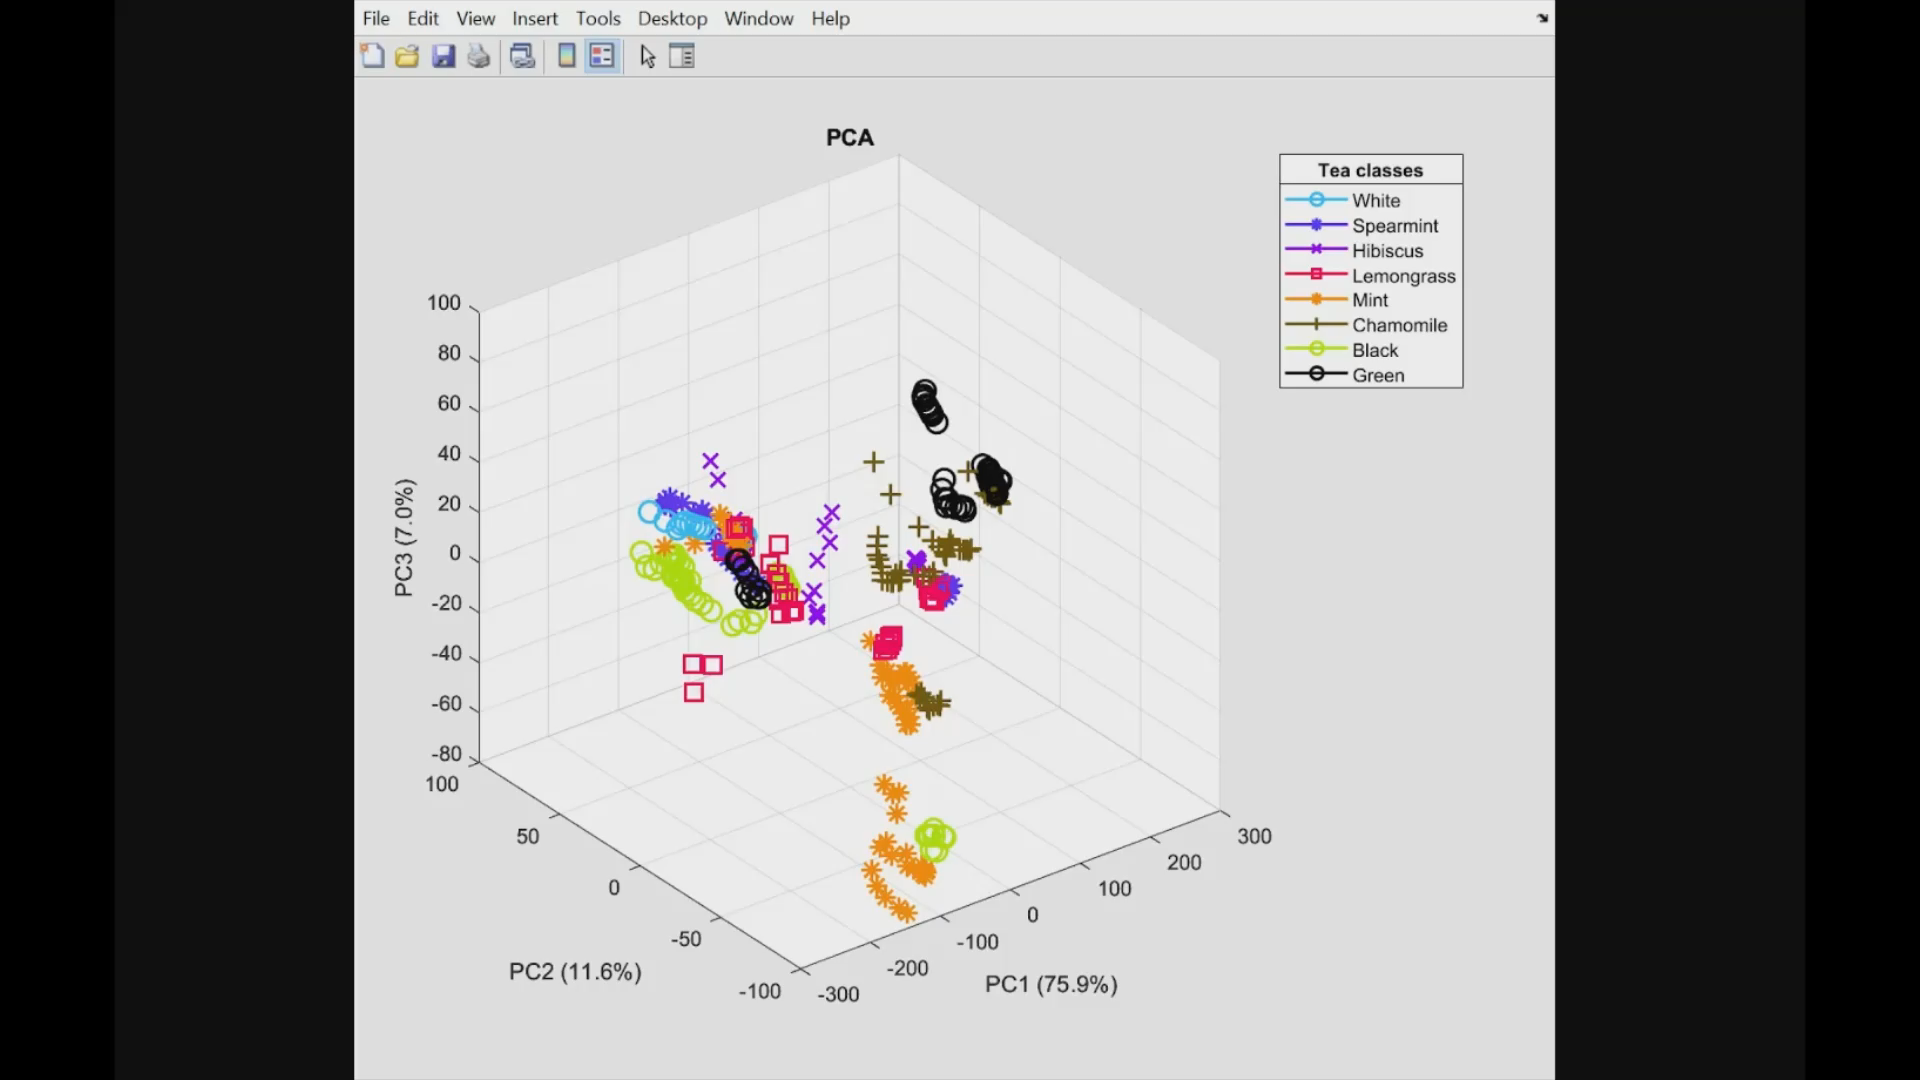 File Edit View Insert Tools Desktop Window Help
PCA
Tea classes
White
Spearmint
Hibiscus
Lemongrass
Mint
Chamomile
Black
Green
100
80
60
40
20
0
-20
-40
-60
-80
PC3 (7.0%)
100
50
0
-50
-100
PC2 (11.6%)
-300
-200
-100
0
100
200
300
PC1 (75.9%)